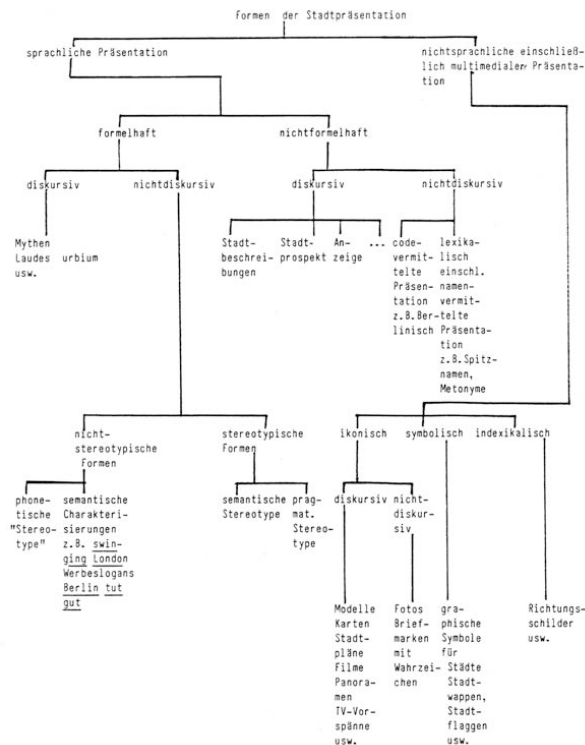 Formen der Stadtpräsentation
sprachliche Präsentation
nichtsprachliche einschließ-
lich multimedialer Präsenta-
tion
formelhaft
nichtformelhaft
diskursiv
nichtdiskursiv
diskursiv
nichtdiskursiv
Mythen
Laudes urbium
usw.
Stadt-
beschrei-
bungen
Stadt-
prospekt
An-
zeige
...
code-
vermit-
telte
Präsen-
tation
z.B.Ber-
linisch
lexika-
lisch
einschl.
namen-
vermit-
telte
Präsenta-
tion
z.B.Spitz-
namen,
Metonyme
nicht-
stereotypische
Formen
stereotypische
Formen
ikonisch
symbolisch
indexikalisch
phone-
tische
"Stereo-
type"
semantische
Charakteri-
sierungen
z.B. swin-
ging London
Werbeslogans
Berlin tut
gut
semantische
Stereotype
prag-
mat.
Stereo-
type
diskursiv
nicht-
diskur-
siv
Modelle
Karten
Stadt-
pläne
Filme
Panora-
men
TV-Vor-
spänne
usw.
Fotos
Brief-
marken
mit
Wahrzei-
chen
gra-
phische
Symbole
für
Städte
Stadt-
wappen,
Stadt-
flaggen
usw.
Richtungs-
schilder
usw.